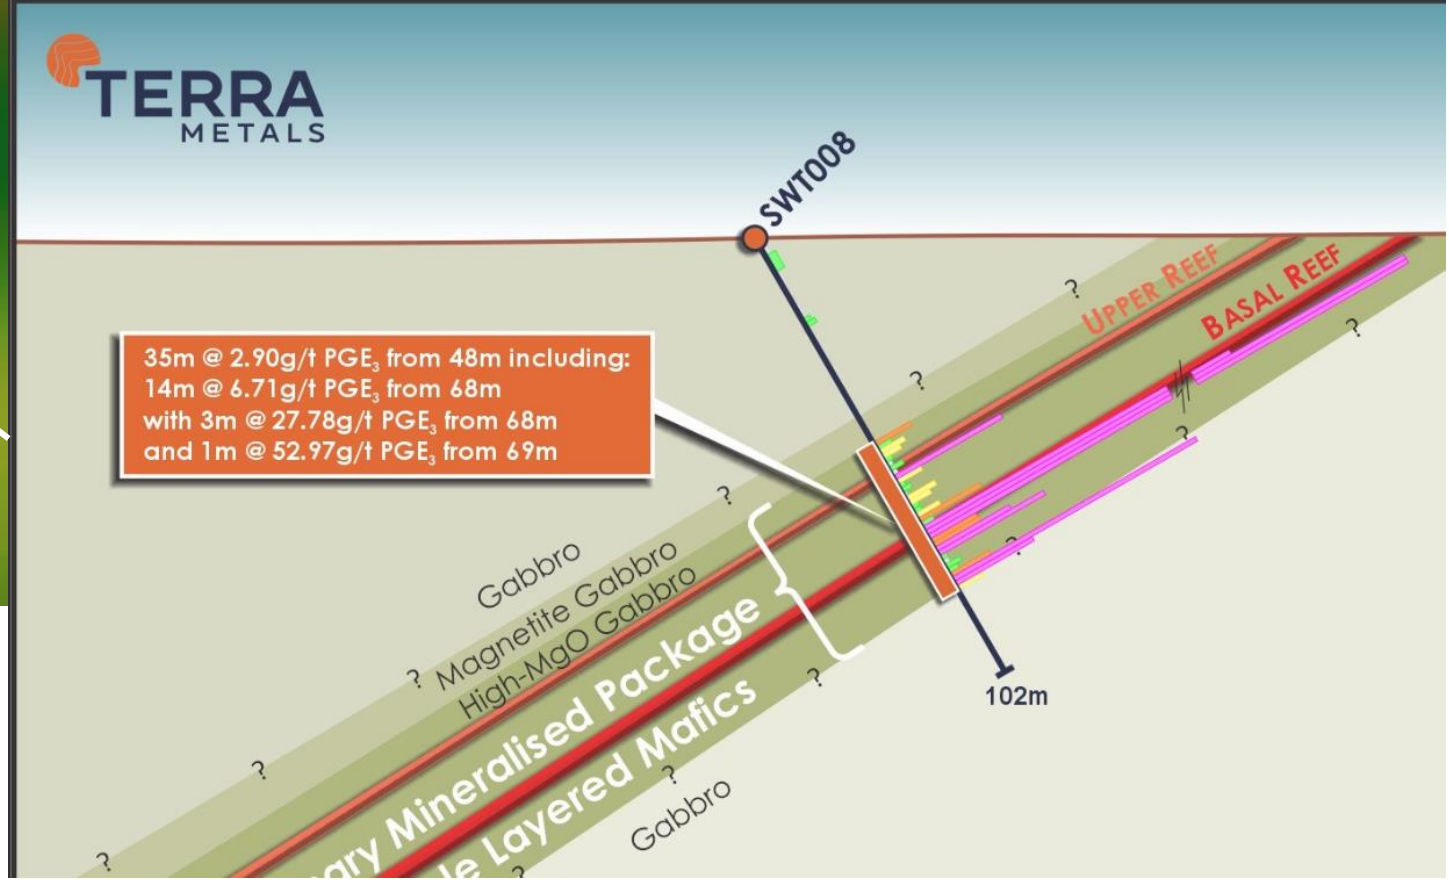 TERRA
METALS
SWT008
UPPER REEF
BASAL REEF
?
?
?
?
35m @ 2.90g/t PGE₃ from 48m including:
14m @ 6.71g/t PGE₃ from 68m
with 3m @ 27.78g/t PGE₃ from 68m
and 1m @ 52.97g/t PGE₃ from 69m
?
?
Gabbro
? Magnetite Gabbro
High-MgO Gabbro
Mineralised Package
Layered Mafics
?
?
Gabbro
102m
?
?
?